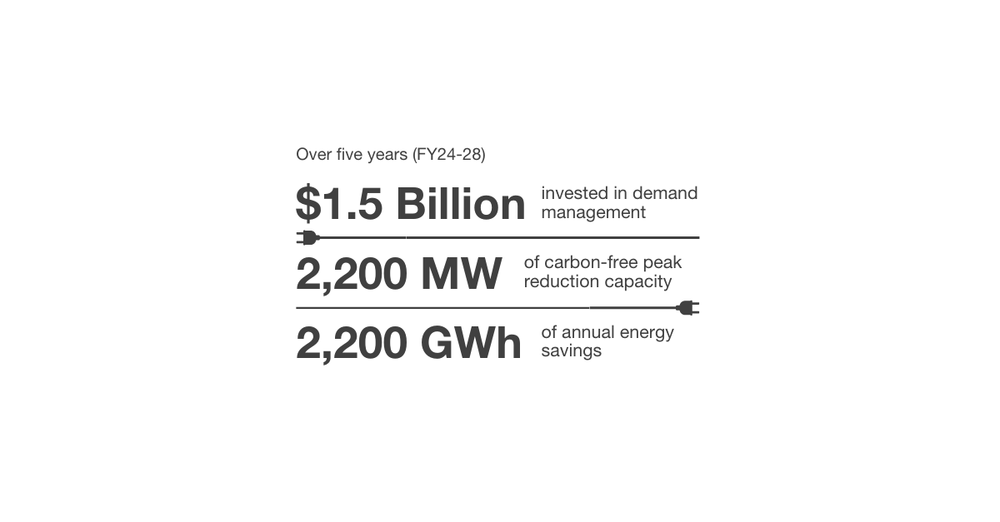 Over five years (FY24-28)
$1.5 Billion
invested in demand
management
2,200 MW
of carbon-free peak
reduction capacity
2,200 GWh
of annual energy
savings